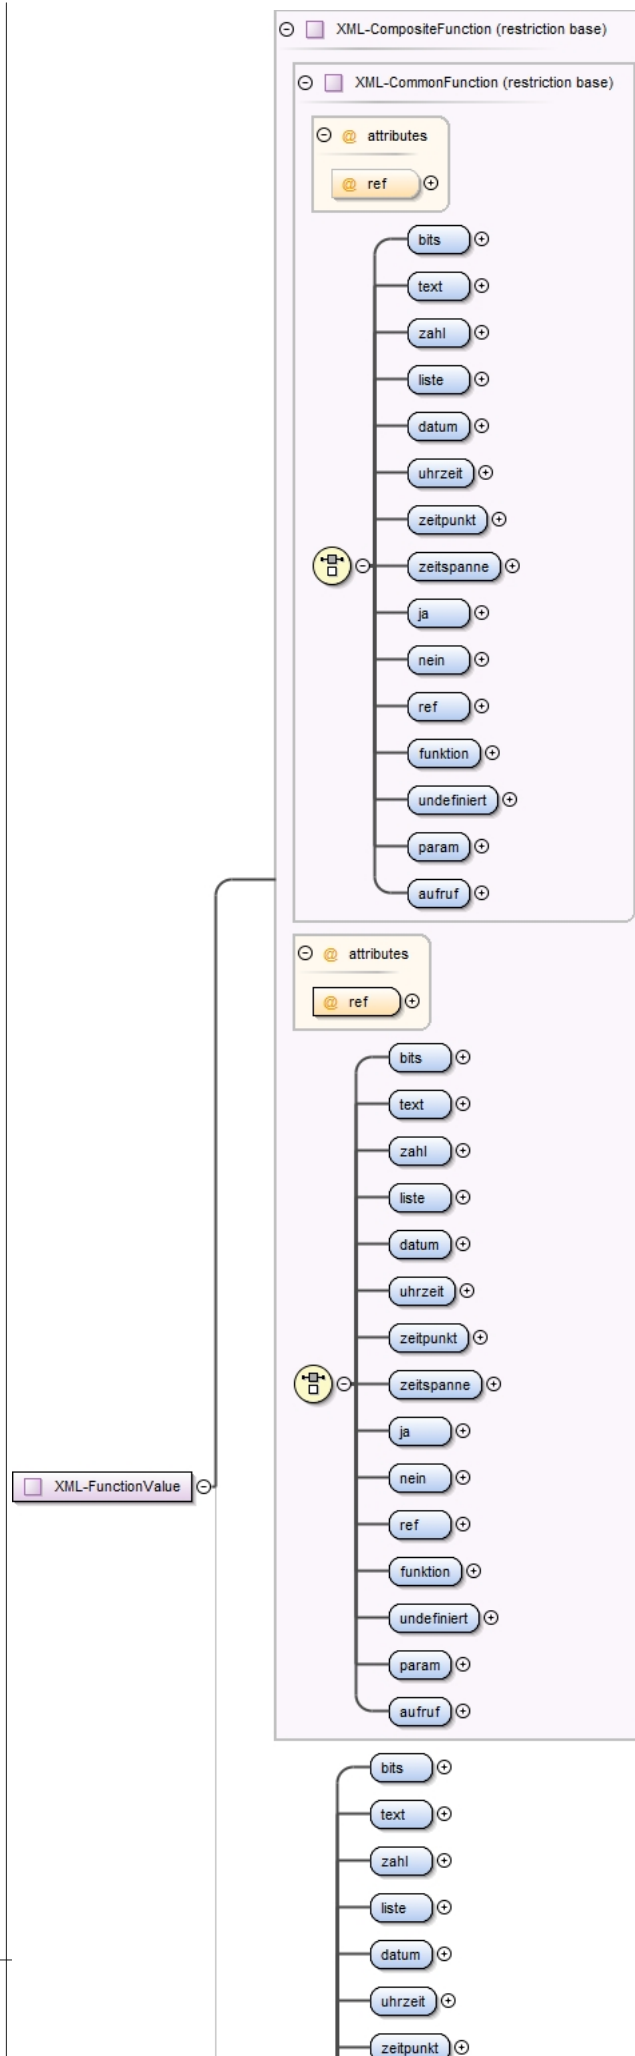 XML-CompositeFunction (restriction base)
XML-CommonFunction (restriction base)
@ attributes
@ ref
bits
text
zahl
liste
datum
uhrzeit
zeitpunkt
zeitspanne
ja
nein
ref
funktion
undefiniert
param
aufruf
@ attributes
@ ref
bits
text
zahl
liste
datum
uhrzeit
zeitpunkt
zeitspanne
ja
XML-FunctionValue
nein
ref
funktion
undefiniert
param
aufruf
bits
text
zahl
liste
datum
uhrzeit
zeitpunkt